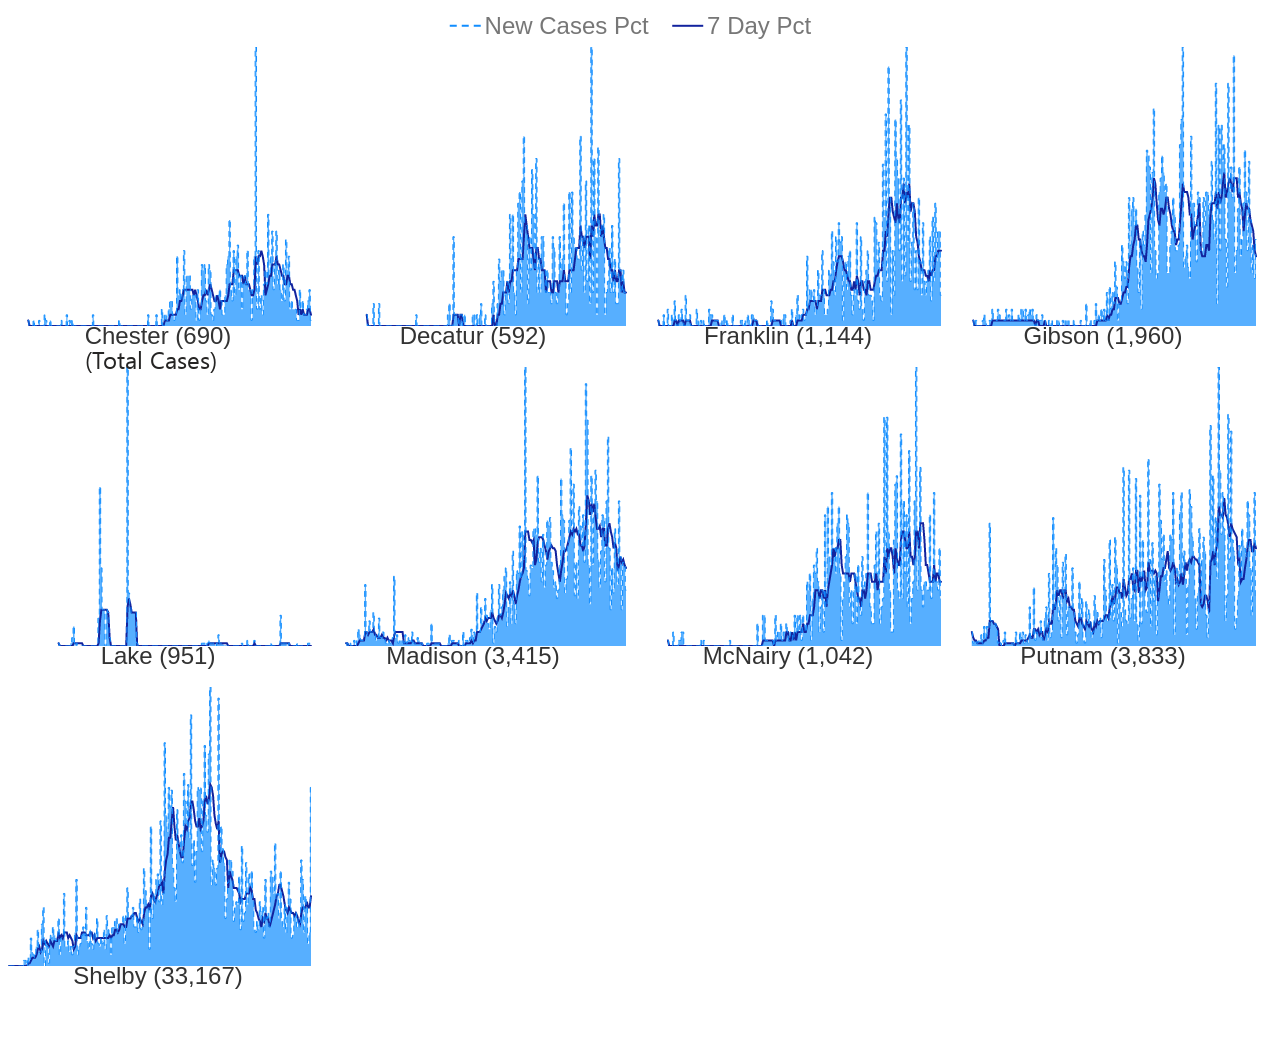 New Cases Pct 7 Day Pct
Chester (690) Decatur (592) Franklin (1,144) Gibson (1,960)
(Total Cases)
Lake (951) Madison (3,415) McNairy (1,042) Putnam (3,833)
Shelby (33,167)